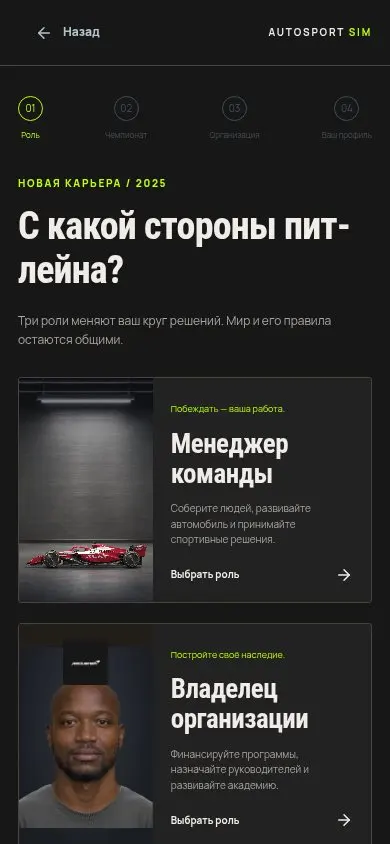 Назад
AUTOSPORT SIM
01
02
03
04
Роль
Чемпионат
Организация
Ваш профиль
НОВАЯ КАРЬЕРА / 2025
С какой стороны пит-
лейна?
Три роли меняют ваш круг решений. Мир и его правила
остаются общими.
Побеждать — ваша работа.
Менеджер
команды
Соберите людей, развивайте
автомобиль и принимайте
спортивные решения.
Выбрать роль
Постройте своё наследие.
Владелец
организации
Финансируйте программы,
назначайте руководителей и
развивайте академию.
Выбрать роль